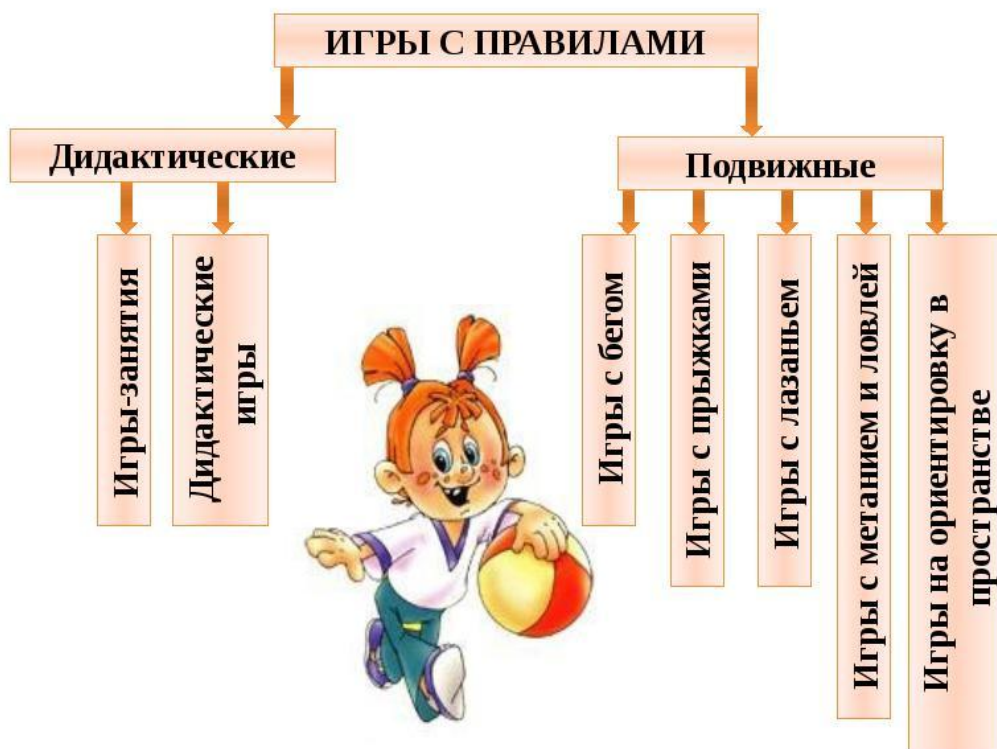 ИГРЫ С ПРАВИЛАМИ
Дидактические
Подвижные
Игры-занятия
Дидактические
игры
Игры с бегом
Игры с прыжками
Игры с лазаньем
Игры с метанием и ловлей
Игры на ориентировку в
пространстве